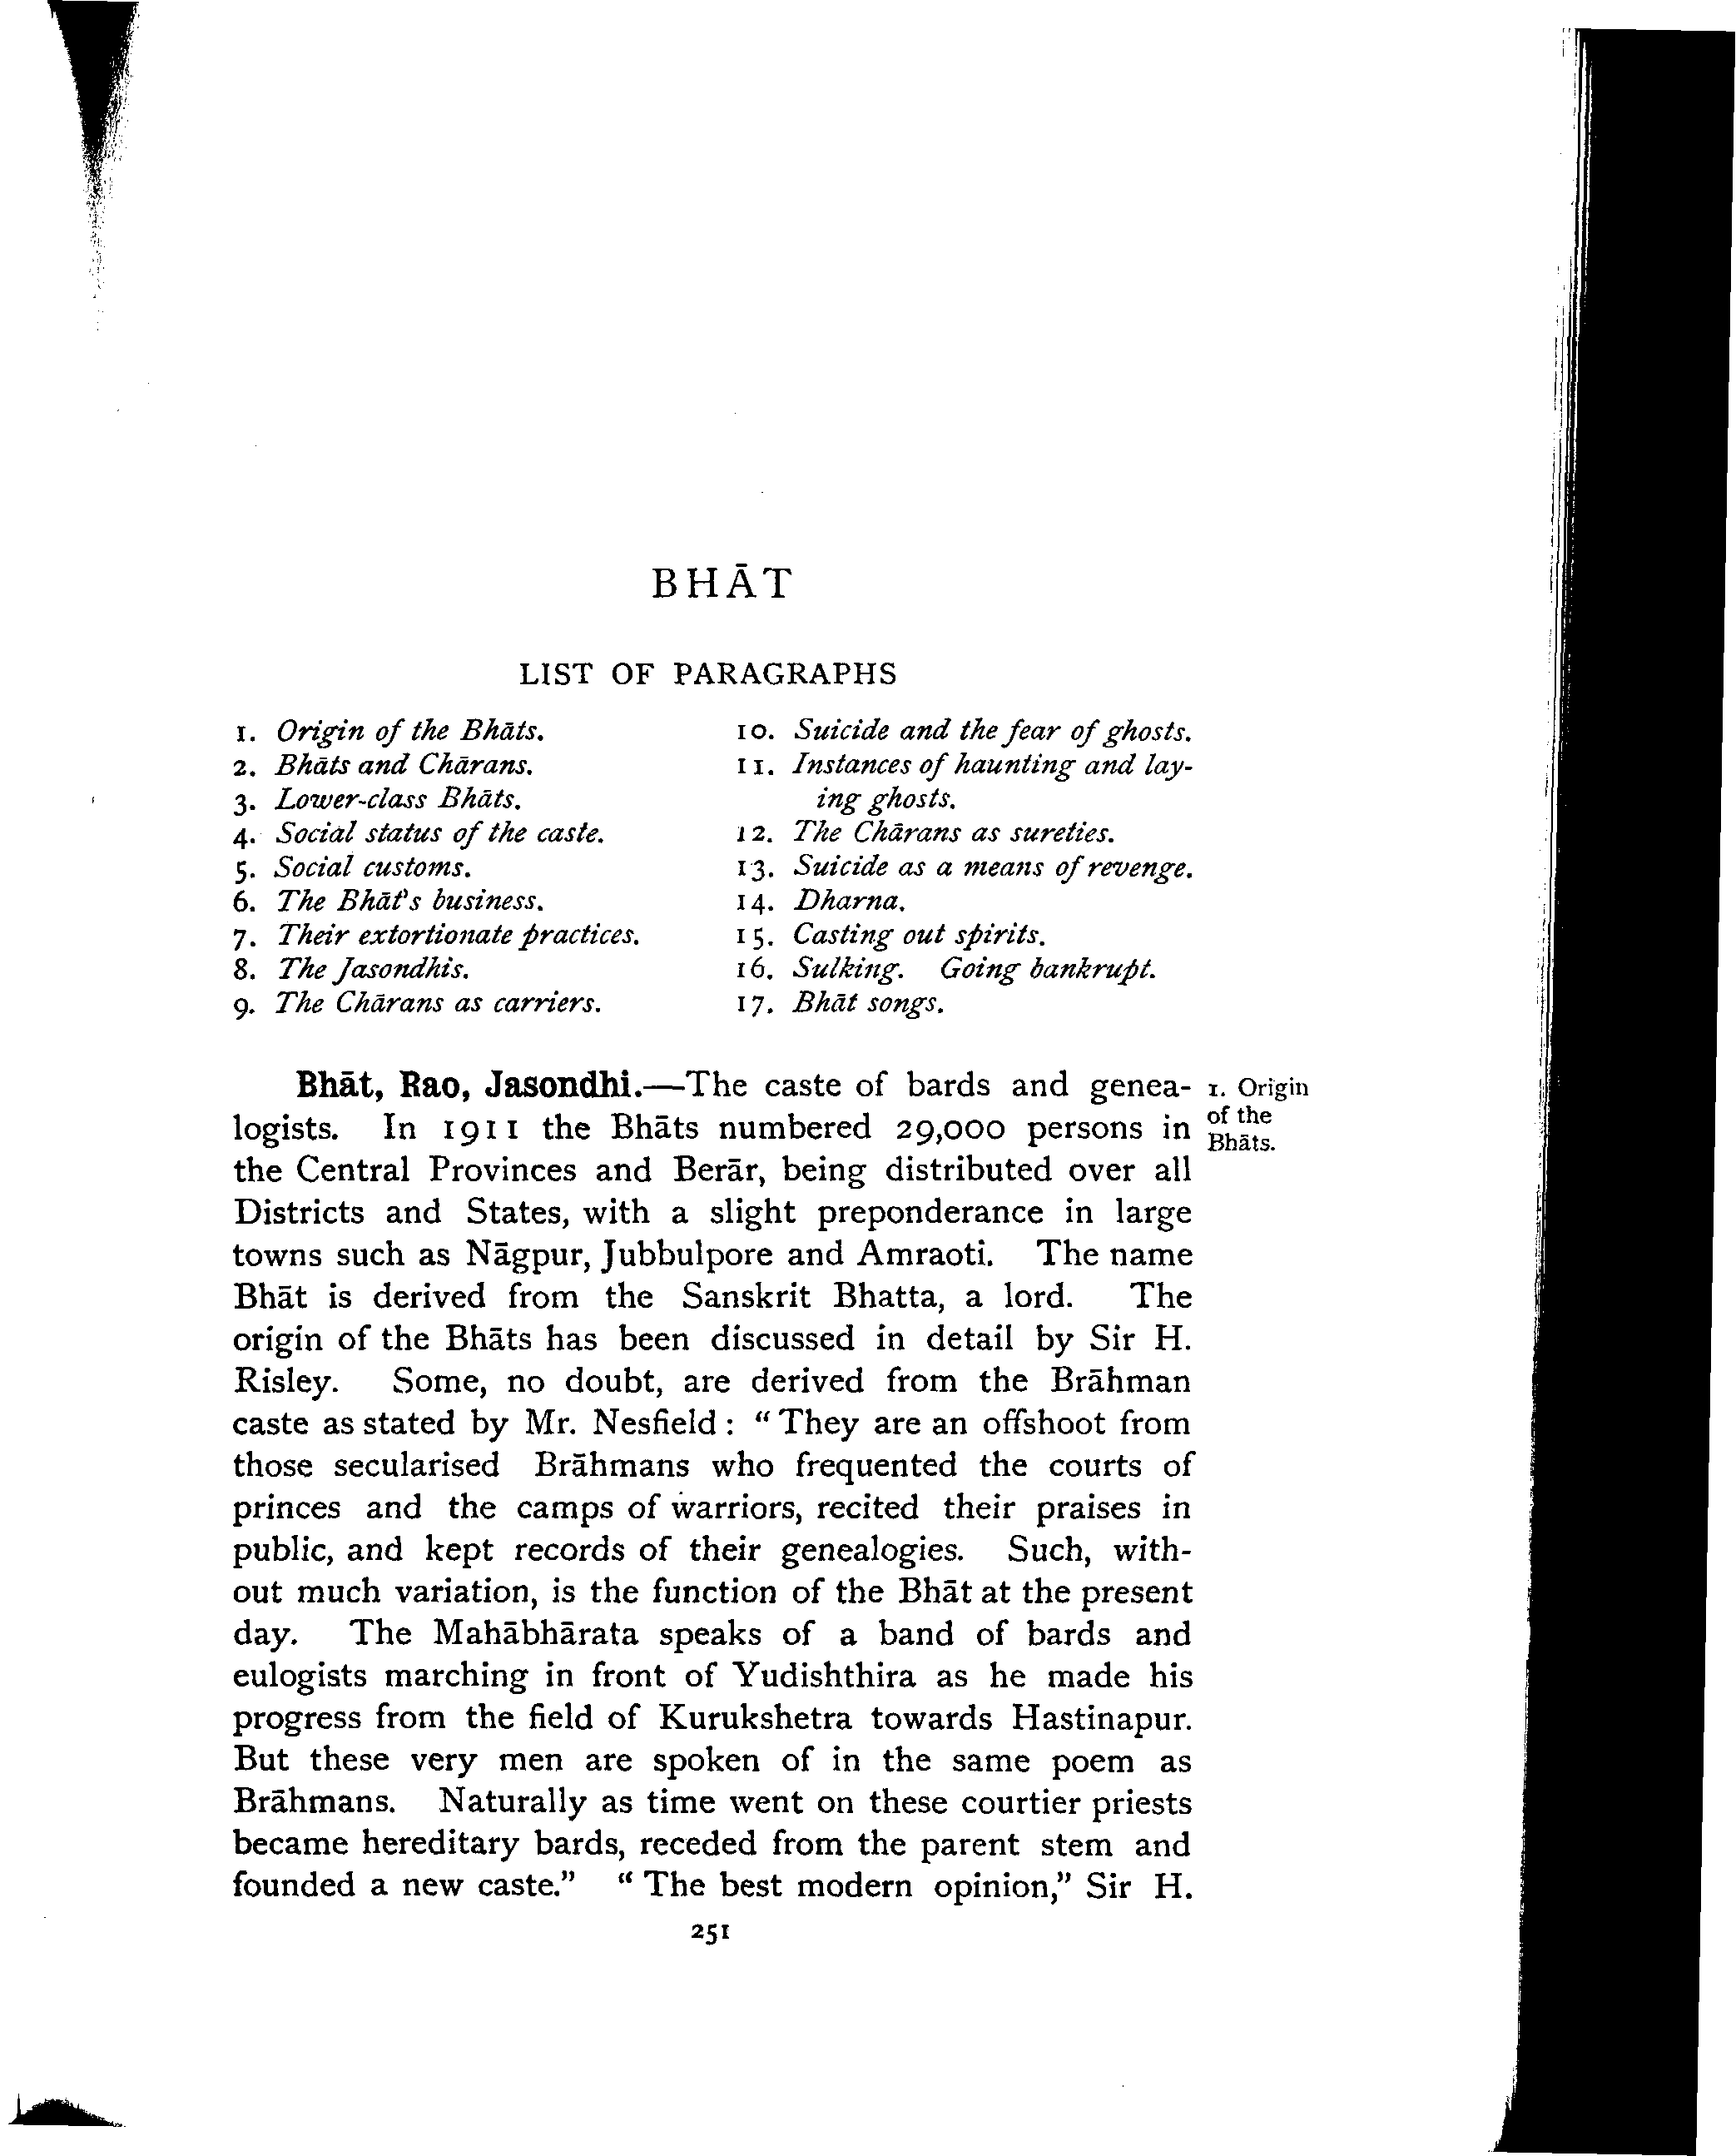 BHĀT
LIST OF PARAGRAPHS
1. Origin of the Bhāts.
2. Bhāts and Chārans.
3. Lower-class Bhāts.
4. Social status of the caste.
5. Social customs.
6. The Bhāt's business.
7. Their extortionate practices.
8. The Jasondhis.
9. The Chārans as carriers.
10. Suicide and the fear of ghosts.
11. Instances of haunting and lay-
ing ghosts.
12. The Chārans as sureties.
13. Suicide as a means of revenge.
14. Dharna.
15. Casting out spirits.
16. Sulking. Going bankrupt.
17. Bhāt songs.
Bhāt, Rao, Jasondhi.—The caste of bards and genea-
logists. In 1911 the Bhāts numbered 29,000 persons in
the Central Provinces and Berār, being distributed over all
Districts and States, with a slight preponderance in large
towns such as Nāgpur, Jubbulpore and Amraoti. The name
Bhāt is derived from the Sanskrit Bhatta, a lord. The
origin of the Bhāts has been discussed in detail by Sir H.
Risley. Some, no doubt, are derived from the Brāhman
caste as stated by Mr. Nesfield: "They are an offshoot from
those secularised Brāhmans who frequented the courts of
princes and the camps of warriors, recited their praises in
public, and kept records of their genealogies. Such, with-
out much variation, is the function of the Bhāt at the present
day. The Mahābhārata speaks of a band of bards and
eulogists marching in front of Yudishthira as he made his
progress from the field of Kurukshetra towards Hastinapur.
But these very men are spoken of in the same poem as
Brāhmans. Naturally as time went on these courtier priests
became hereditary bards, receded from the parent stem and
founded a new caste." "The best modern opinion," Sir H.
1. Origin
of the
Bhāts.
251